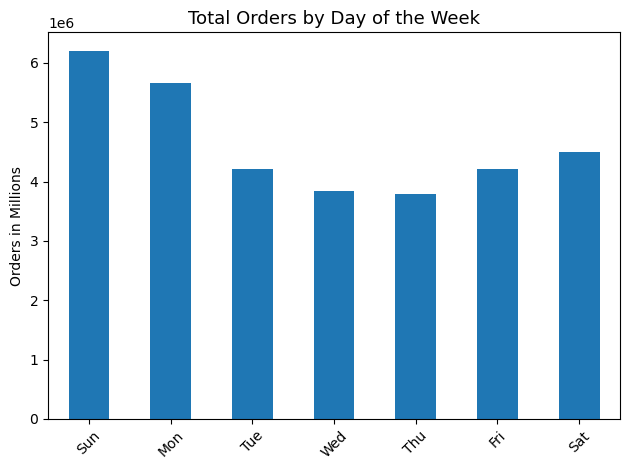 Total Orders by Day of the Week
1e6
Orders in Millions
6
5
4
3
2
1
0
Sun
Mon
Tue
Wed
Thu
Fri
Sat